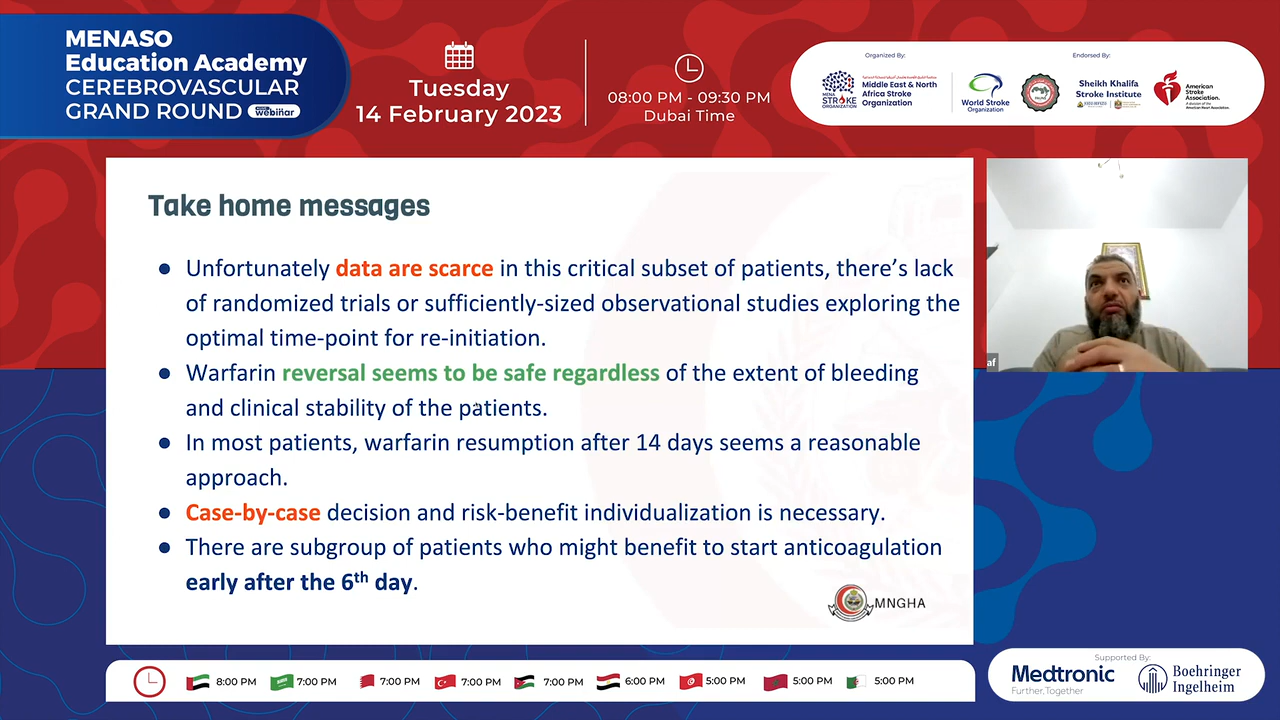 MENASO
Education Academy
CEREBROVASCULAR
GRAND ROUND webinar
Tuesday
14 February 2023
08:00 PM - 09:30 PM
Dubai Time
Organized By:
Endorsed By:
MENA
STROKE
ORGANIZATION
Middle East & North
Africa Stroke
Organization
World Stroke
Organization
Sheikh Khalifa
Stroke Institute
American
Stroke
Association.
Take home messages
● Unfortunately data are scarce in this critical subset of patients, there’s lack
of randomized trials or sufficiently-sized observational studies exploring the
optimal time-point for re-initiation.
● Warfarin reversal seems to be safe regardless of the extent of bleeding
and clinical stability of the patients.
● In most patients, warfarin resumption after 14 days seems a reasonable
approach.
● Case-by-case decision and risk-benefit individualization is necessary.
● There are subgroup of patients who might benefit to start anticoagulation
early after the 6th day.
MNGHA
af
8:00 PM 7:00 PM 7:00 PM 7:00 PM 7:00 PM 6:00 PM 5:00 PM 5:00 PM 5:00 PM
Supported By:
Medtronic
Further,Together
Boehringer
Ingelheim